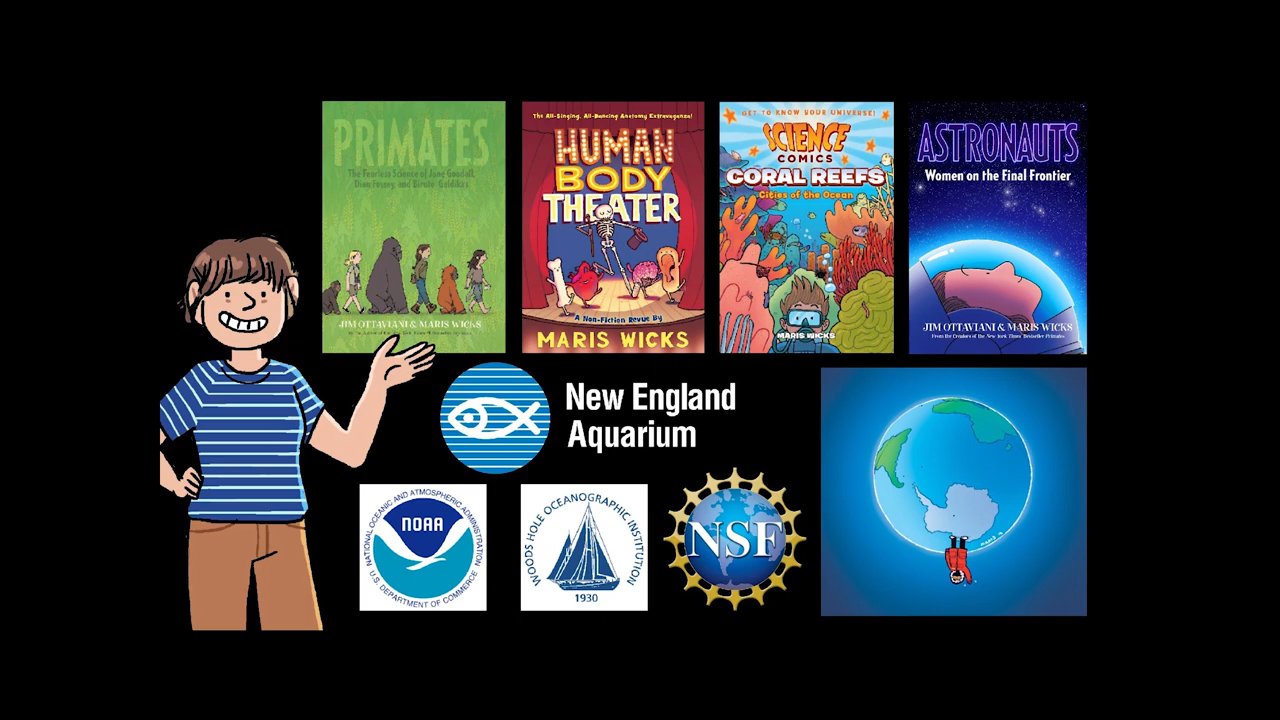 PRIMATES
The Fearless Science of Jane Goodall,
Dian Fossey, and Biruté Galdikas
JIM OTTAVIANI & MARIS WICKS
The All-Singing, All-Dancing Anatomy Extravaganza!
HUMAN
BODY
THEATER
A Non-Fiction Revue By
MARIS WICKS
GET TO KNOW YOUR UNIVERSE!
SCIENCE
COMICS
CORAL REEFS
Cities of the Ocean
MARIS WICKS
ASTRONAUTS
Women on the Final Frontier
JIM OTTAVIANI & MARIS WICKS
From the Creators of the New York Times Bestseller Primates
New England
Aquarium
NATIONAL OCEANIC AND ATMOSPHERIC ADMINISTRATION
NOAA
U.S. DEPARTMENT OF COMMERCE
WOODS HOLE OCEANOGRAPHIC INSTITUTION
1930
NSF